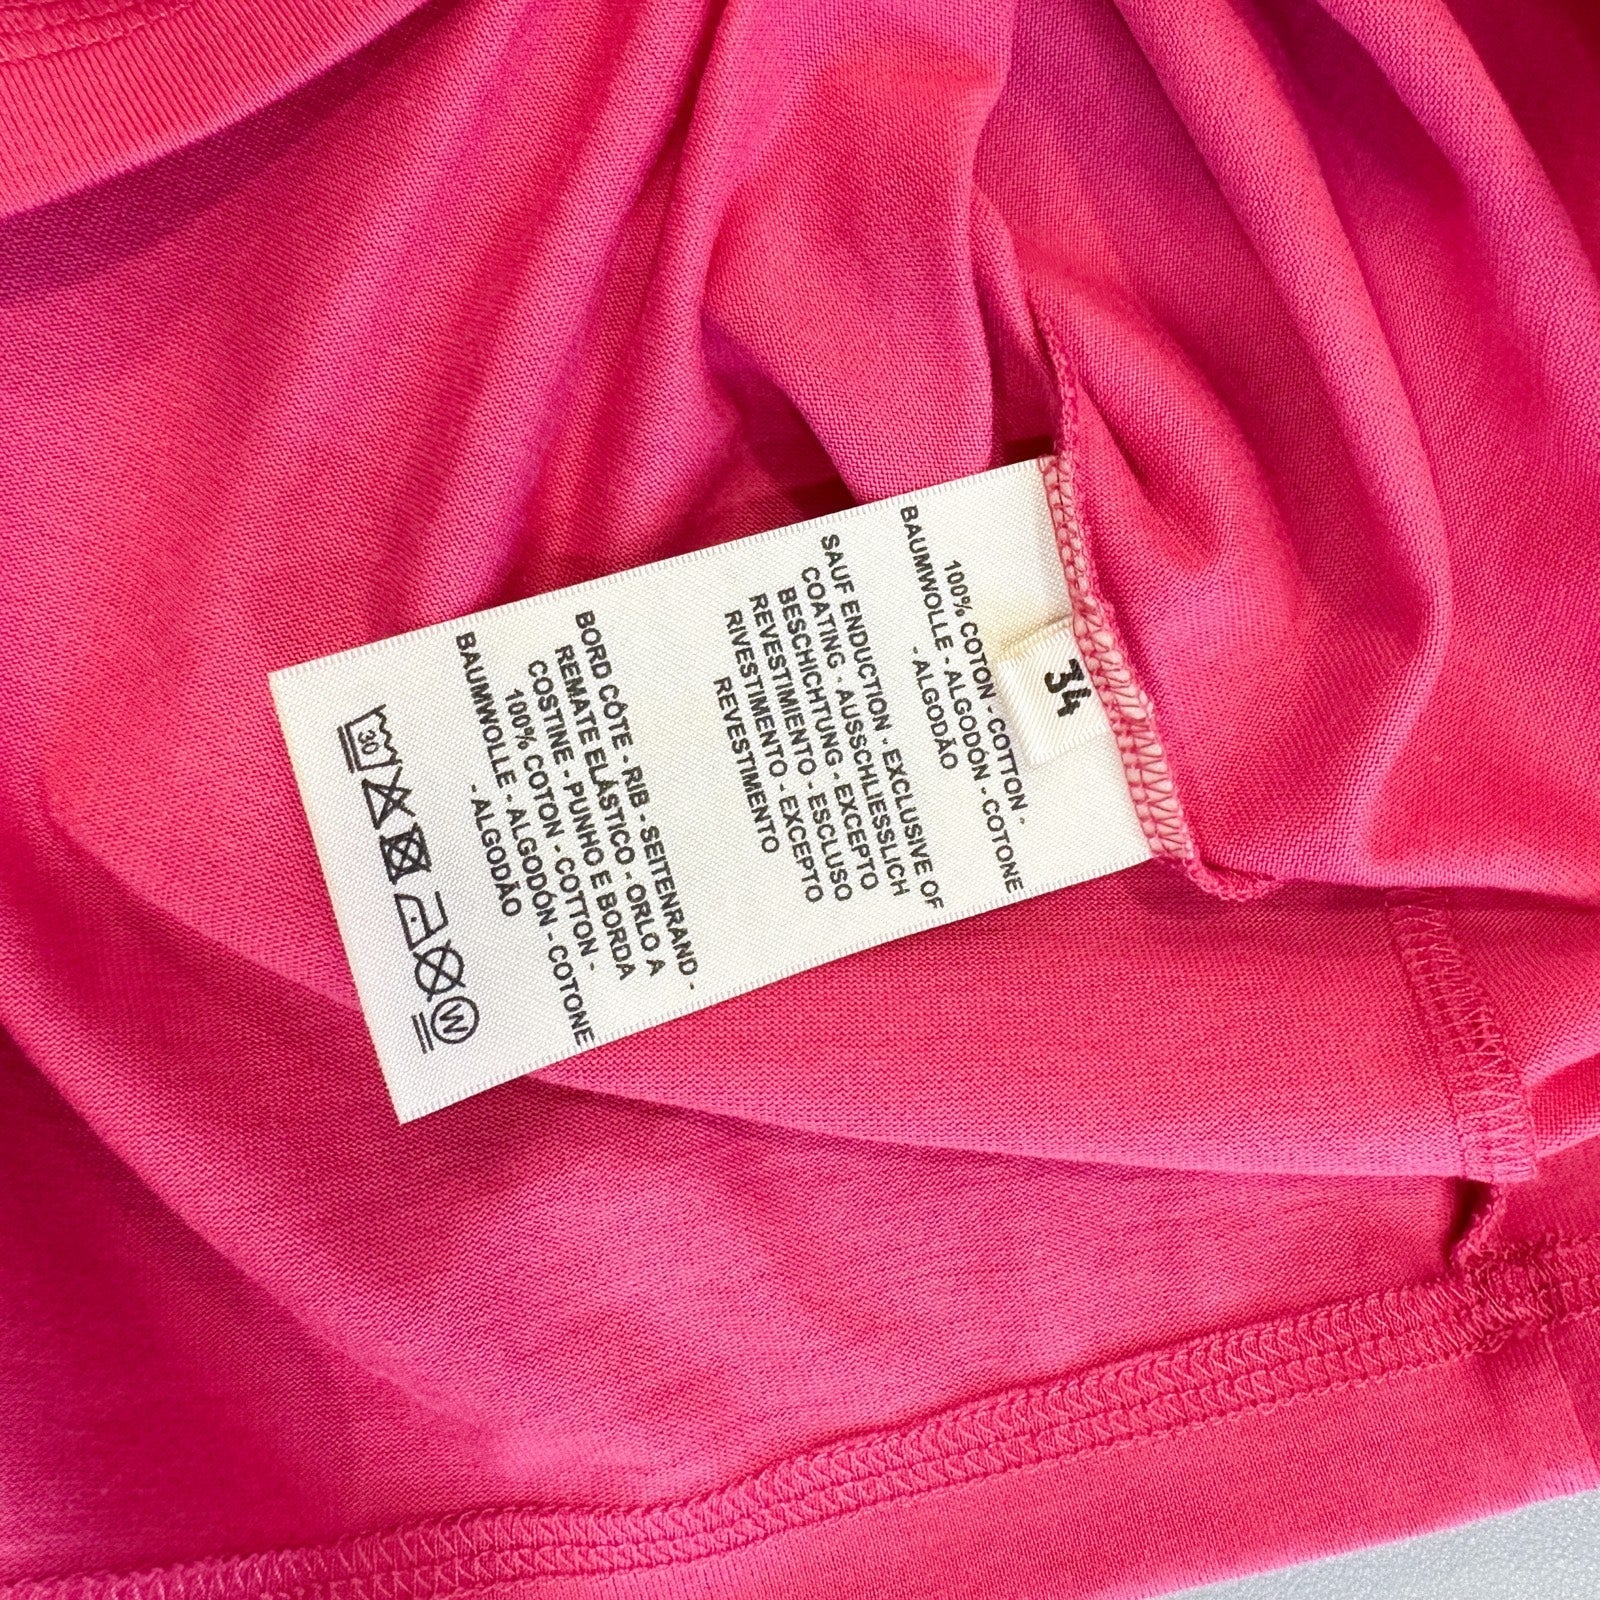 34
100% COTON - COTTON -
BAUMWOLLE - ALGODÓN - COTONE
- ALGODÃO
SAUF ENDUCTION - EXCLUSIVE OF
COATING - AUSSCHLIESSLICH
BESCHICHTUNG - EXCEPTO
REVESTIMIENTO - ESCLUSO
RIVESTIMENTO - EXCEPTO
REVESTIMENTO
BORD CÔTE - RIB - SEITENRAND -
REMATE ELÁSTICO - ORLO A
COSTINE - PUNHO E BORDA
100% COTON - COTTON -
BAUMWOLLE - ALGODÓN - COTONE
- ALGODÃO
30
W